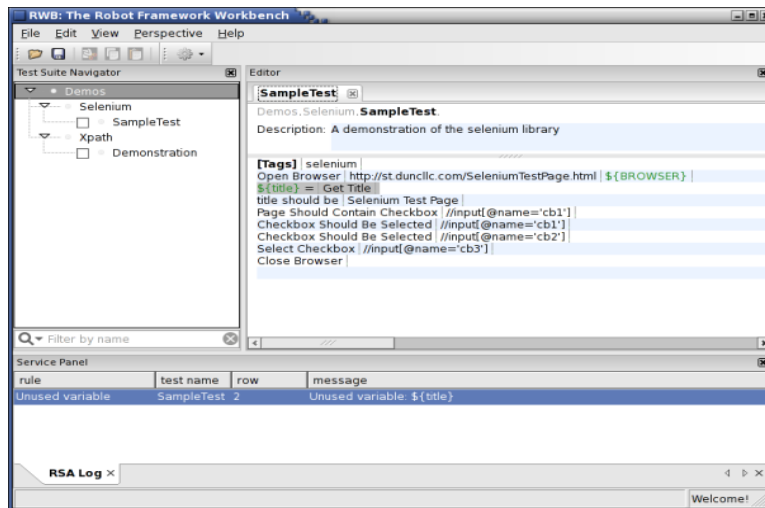 RWB: The Robot Framework Workbench
File Edit View Perspective Help
Test Suite Navigator
Demos
Selenium
SampleTest
Xpath
Demonstration
Filter by name
Editor
SampleTest
Demos.Selenium.SampleTest.
Description: A demonstration of the selenium library
[Tags] | selenium |
Open Browser | http://st.duncllc.com/SeleniumTestPage.html | ${BROWSER} |
${title} = | Get Title |
title should be | Selenium Test Page |
Page Should Contain Checkbox | //input[@name='cb1'] |
Checkbox Should Be Selected | //input[@name='cb1'] |
Checkbox Should Be Selected | //input[@name='cb2'] |
Select Checkbox | //input[@name='cb3'] |
Close Browser |
Service Panel
rule test name row message
Unused variable SampleTest 2 Unused variable: ${title}
RSA Log
Welcome!